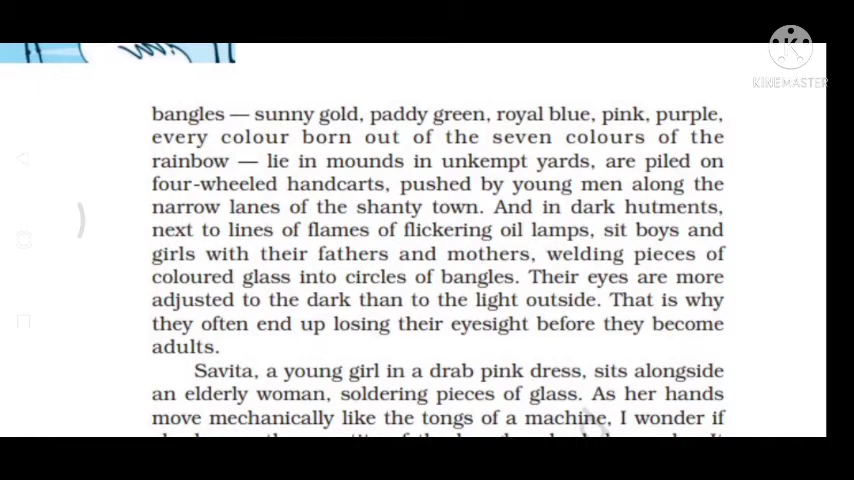 KINEMASTER
bangles — sunny gold, paddy green, royal blue, pink, purple,
every colour born out of the seven colours of the
rainbow — lie in mounds in unkempt yards, are piled on
four-wheeled handcarts, pushed by young men along the
narrow lanes of the shanty town. And in dark hutments,
next to lines of flames of flickering oil lamps, sit boys and
girls with their fathers and mothers, welding pieces of
coloured glass into circles of bangles. Their eyes are more
adjusted to the dark than to the light outside. That is why
they often end up losing their eyesight before they become
adults.
Savita, a young girl in a drab pink dress, sits alongside
an elderly woman, soldering pieces of glass. As her hands
move mechanically like the tongs of a machine, I wonder if